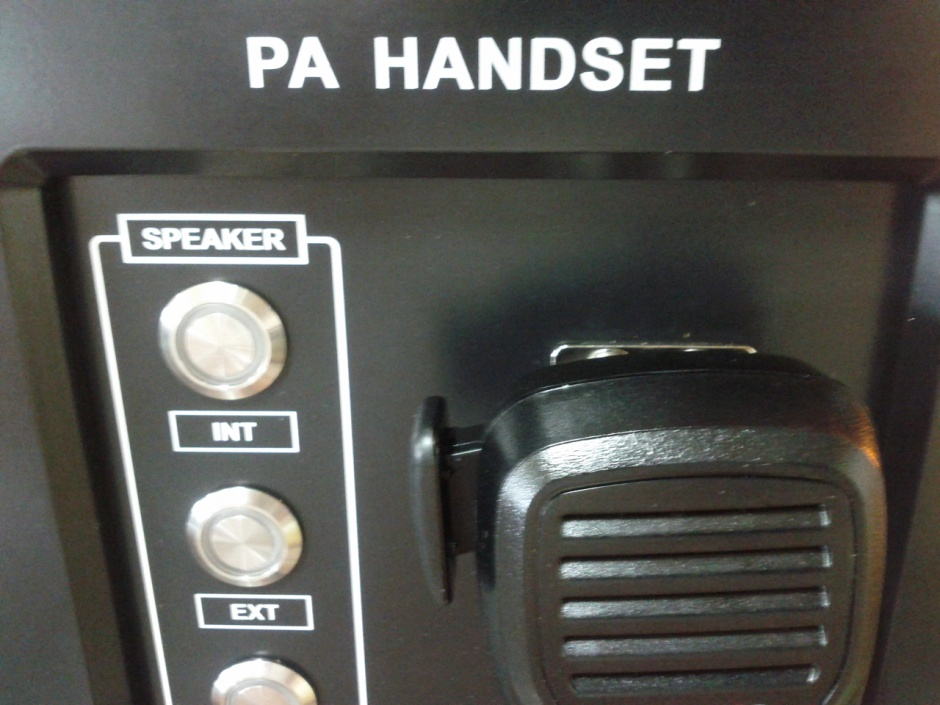 PA HANDSET
SPEAKER
INT
EXT